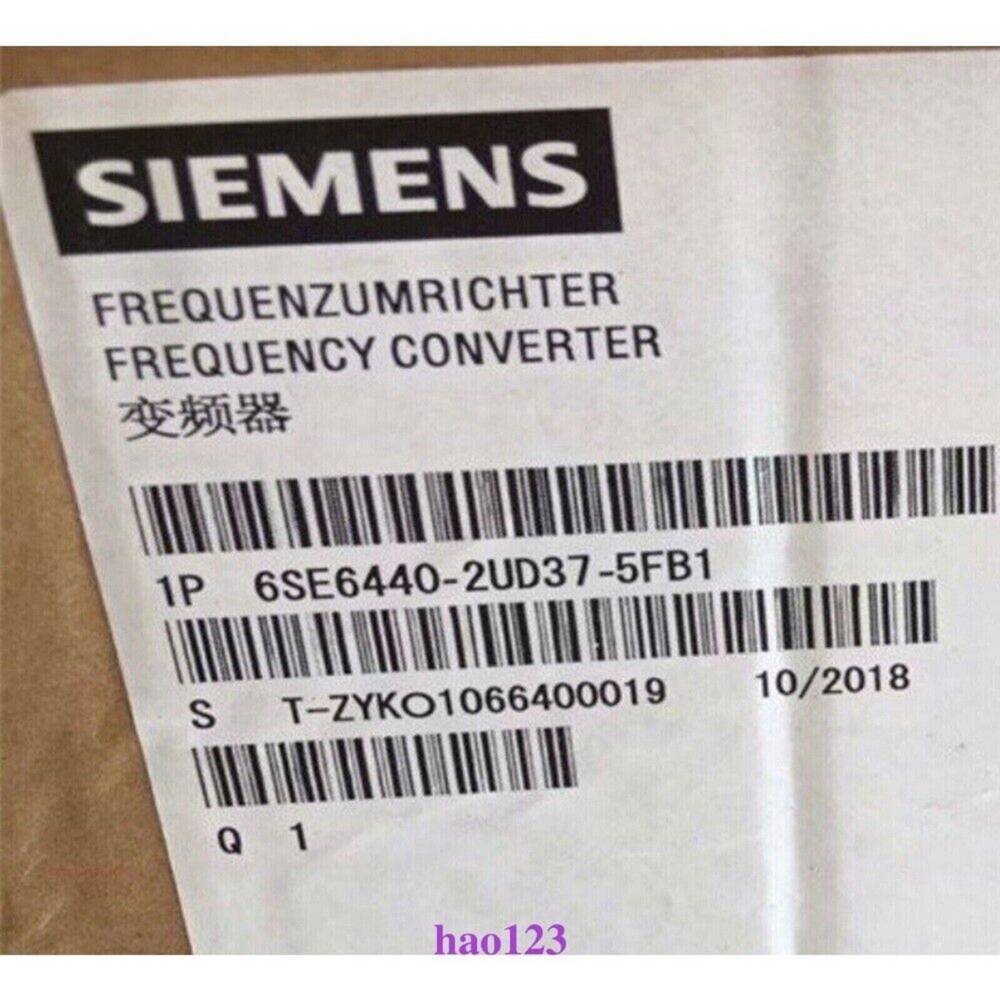 SIEMENS
FREQUENZUMRICHTER
FREQUENCY CONVERTER
变频器
1P 6SE6440-2UD37-5FB1
S T-ZYKO1066400019 10/2018
Q 1
hao123